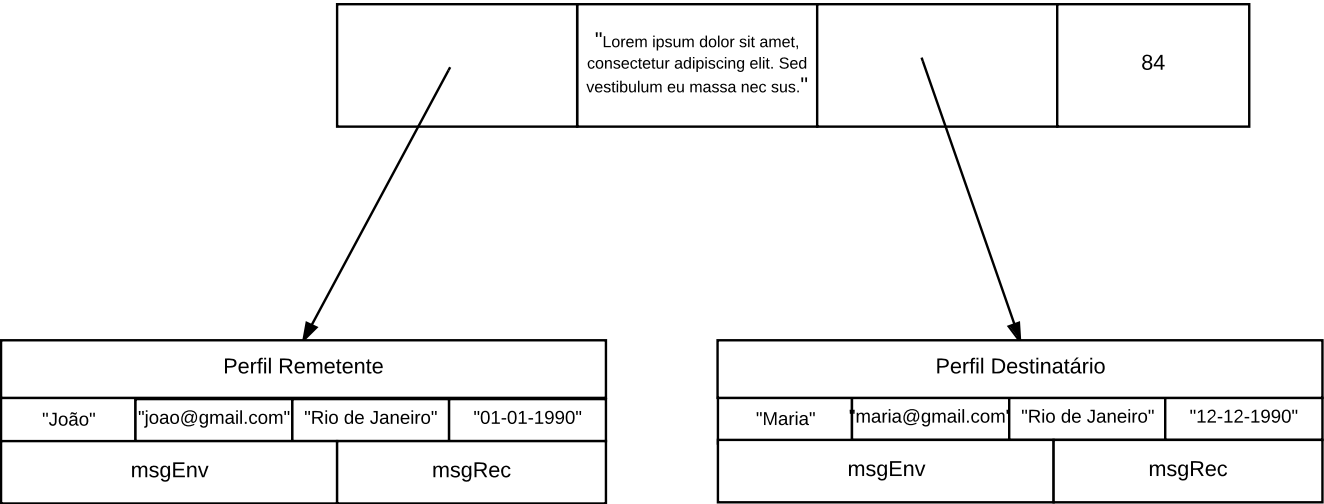 "Lorem ipsum dolor sit amet,
consectetur adipiscing elit. Sed
vestibulum eu massa nec sus."
84
Perfil Remetente
"João" "joao@gmail.com" "Rio de Janeiro" "01-01-1990"
msgEnv msgRec
Perfil Destinatário
"Maria" "maria@gmail.com" "Rio de Janeiro" "12-12-1990"
msgEnv msgRec